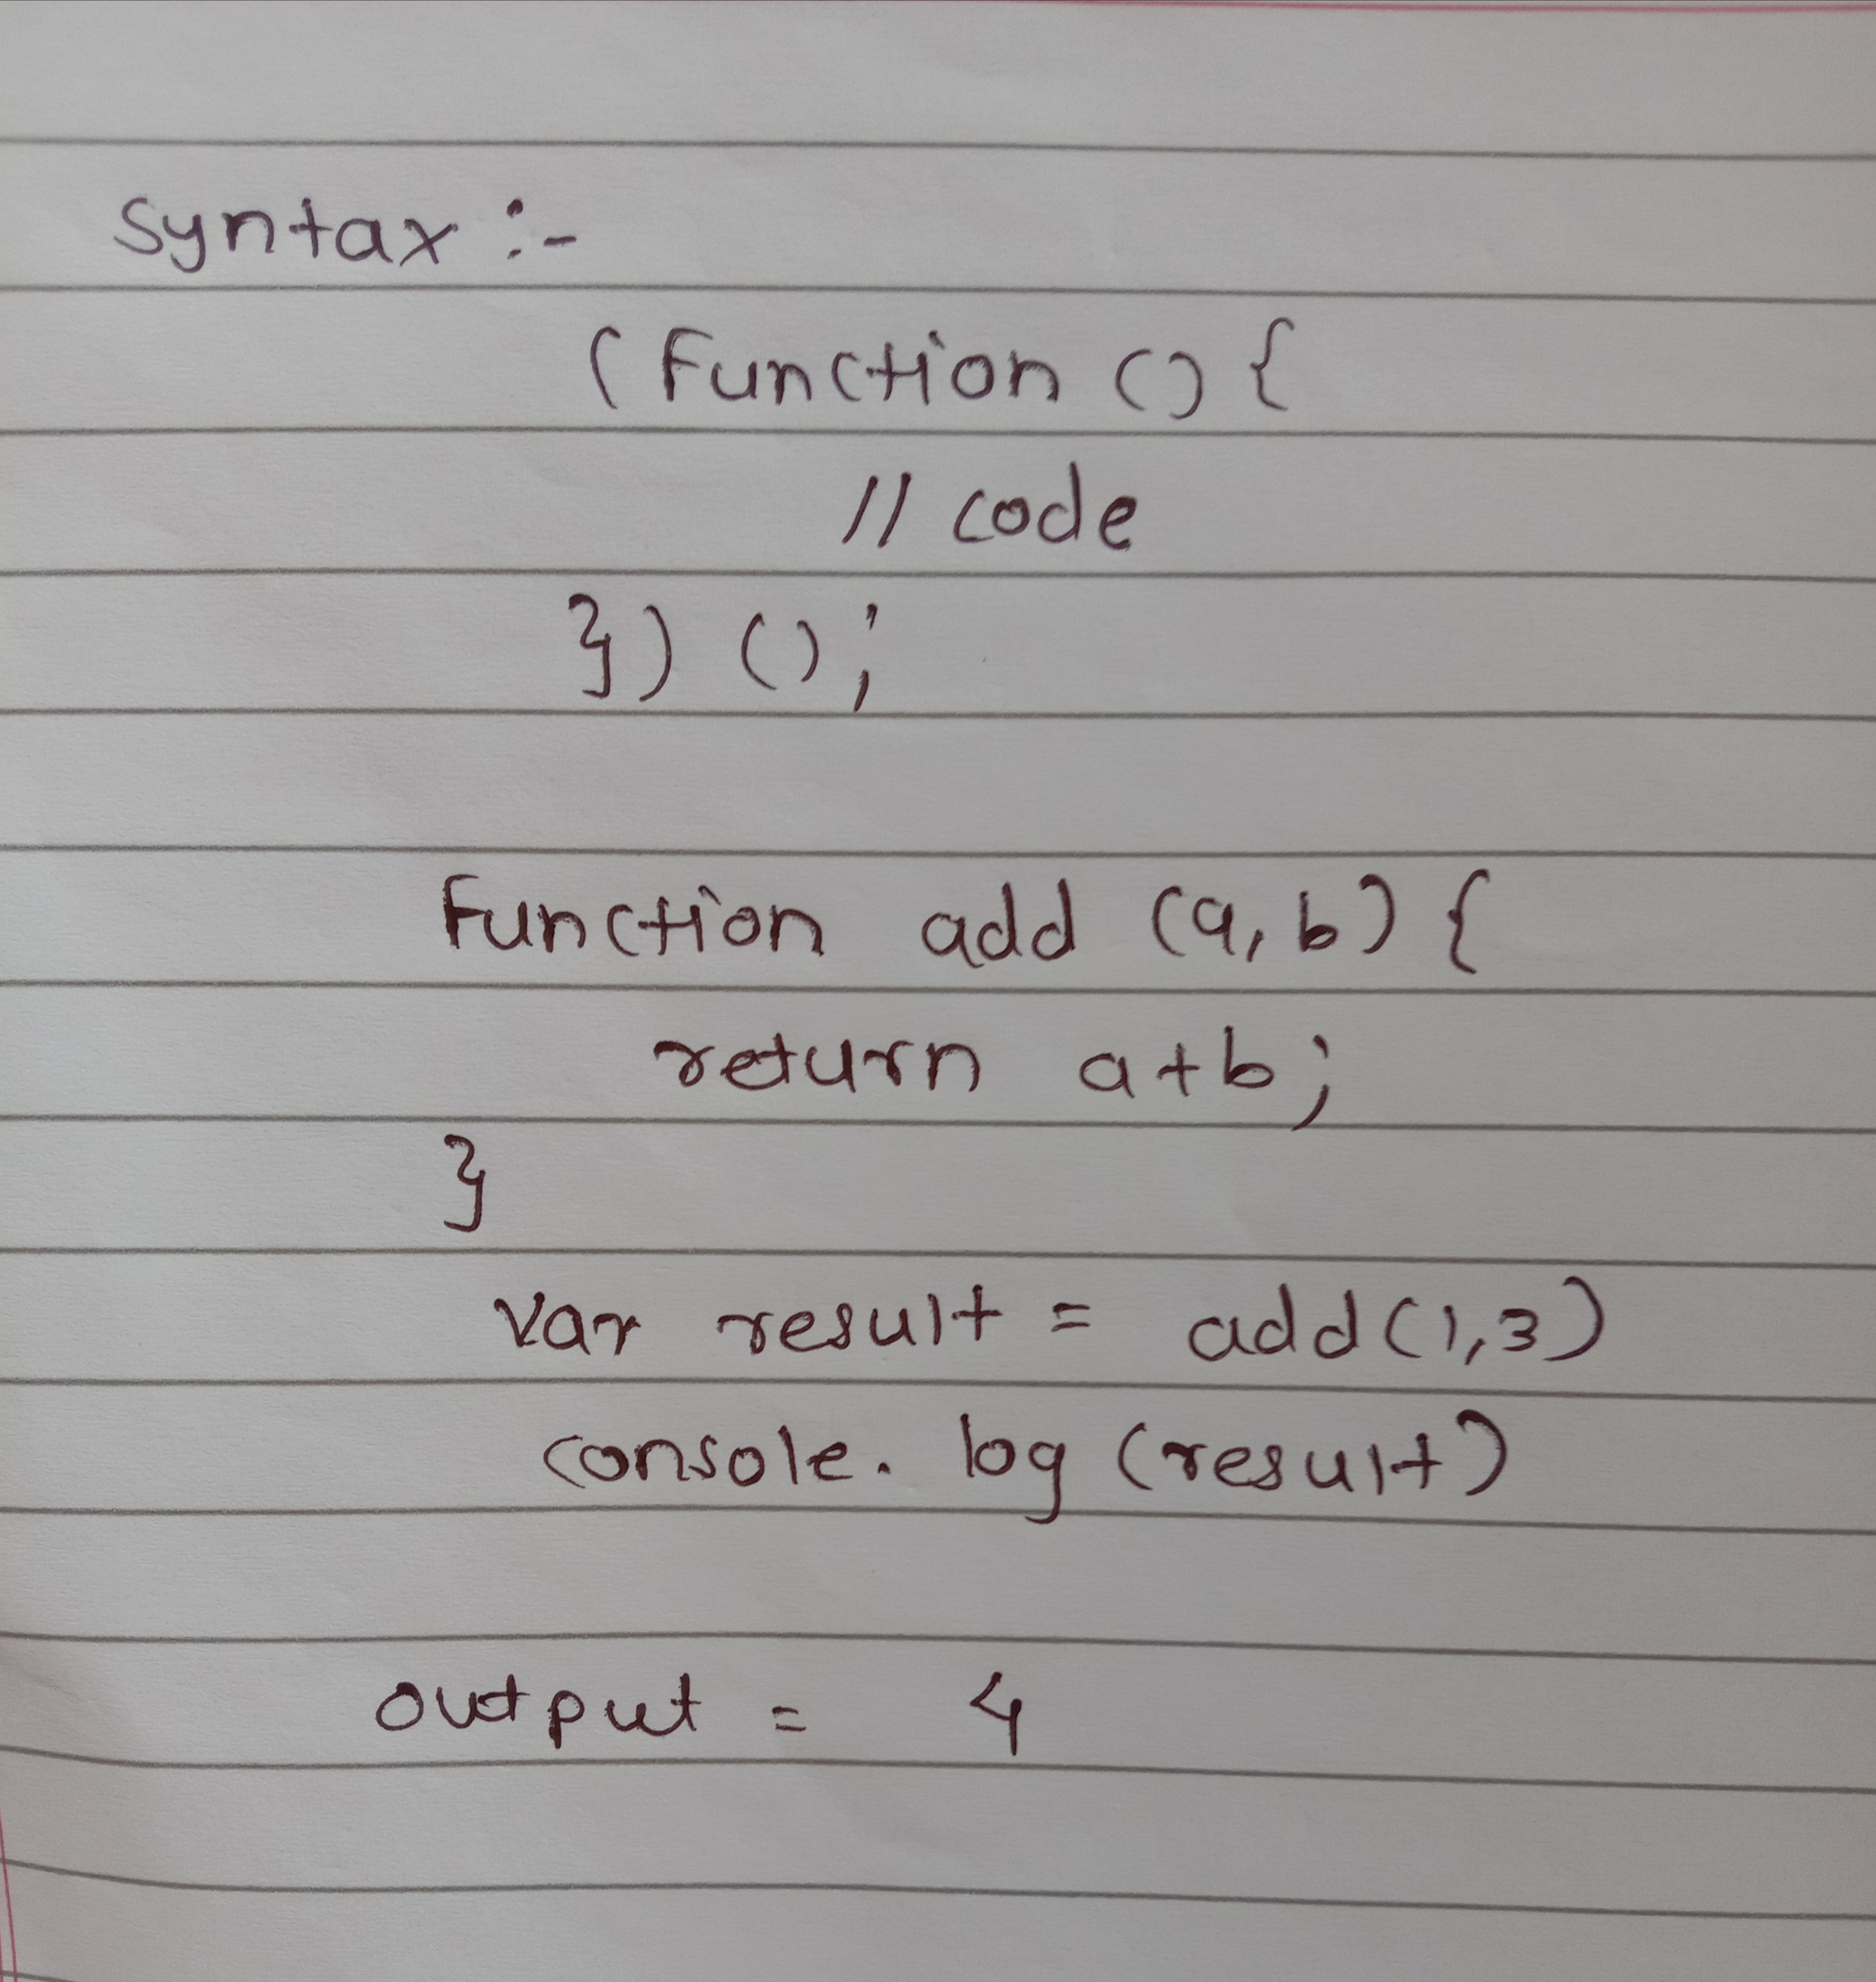 Syntax :-
(Function () {
// code
}) ();
Function add (a, b) {
return a+b;
}
Var result = add (1,3)
console. log (result)
output = 4